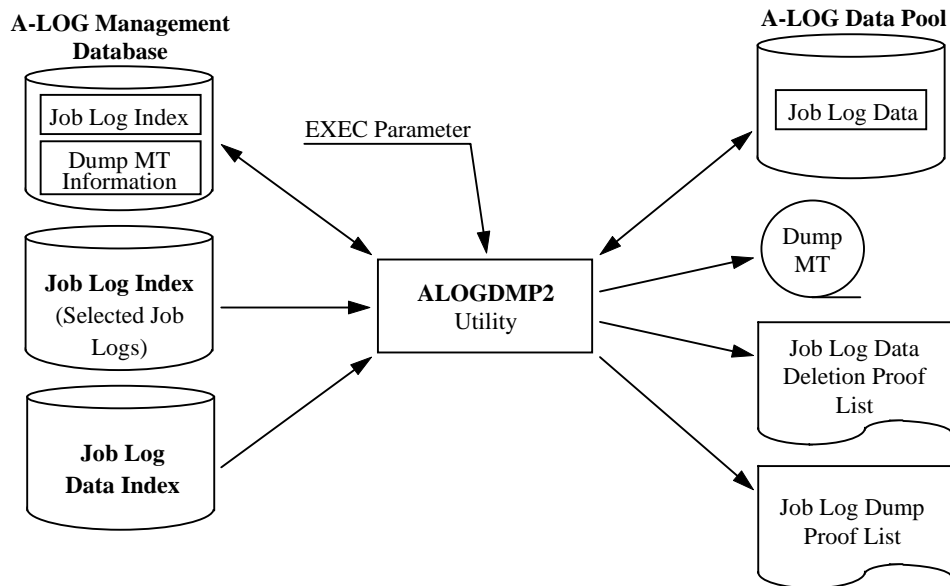 A-LOG Management
Database
Job Log Index
Dump MT
Information
Job Log Index
(Selected Job
Logs)
Job Log
Data Index
EXEC Parameter
ALOGDMP2
Utility
A-LOG Data Pool
Job Log Data
Dump
MT
Job Log Data
Deletion Proof
List
Job Log Dump
Proof List